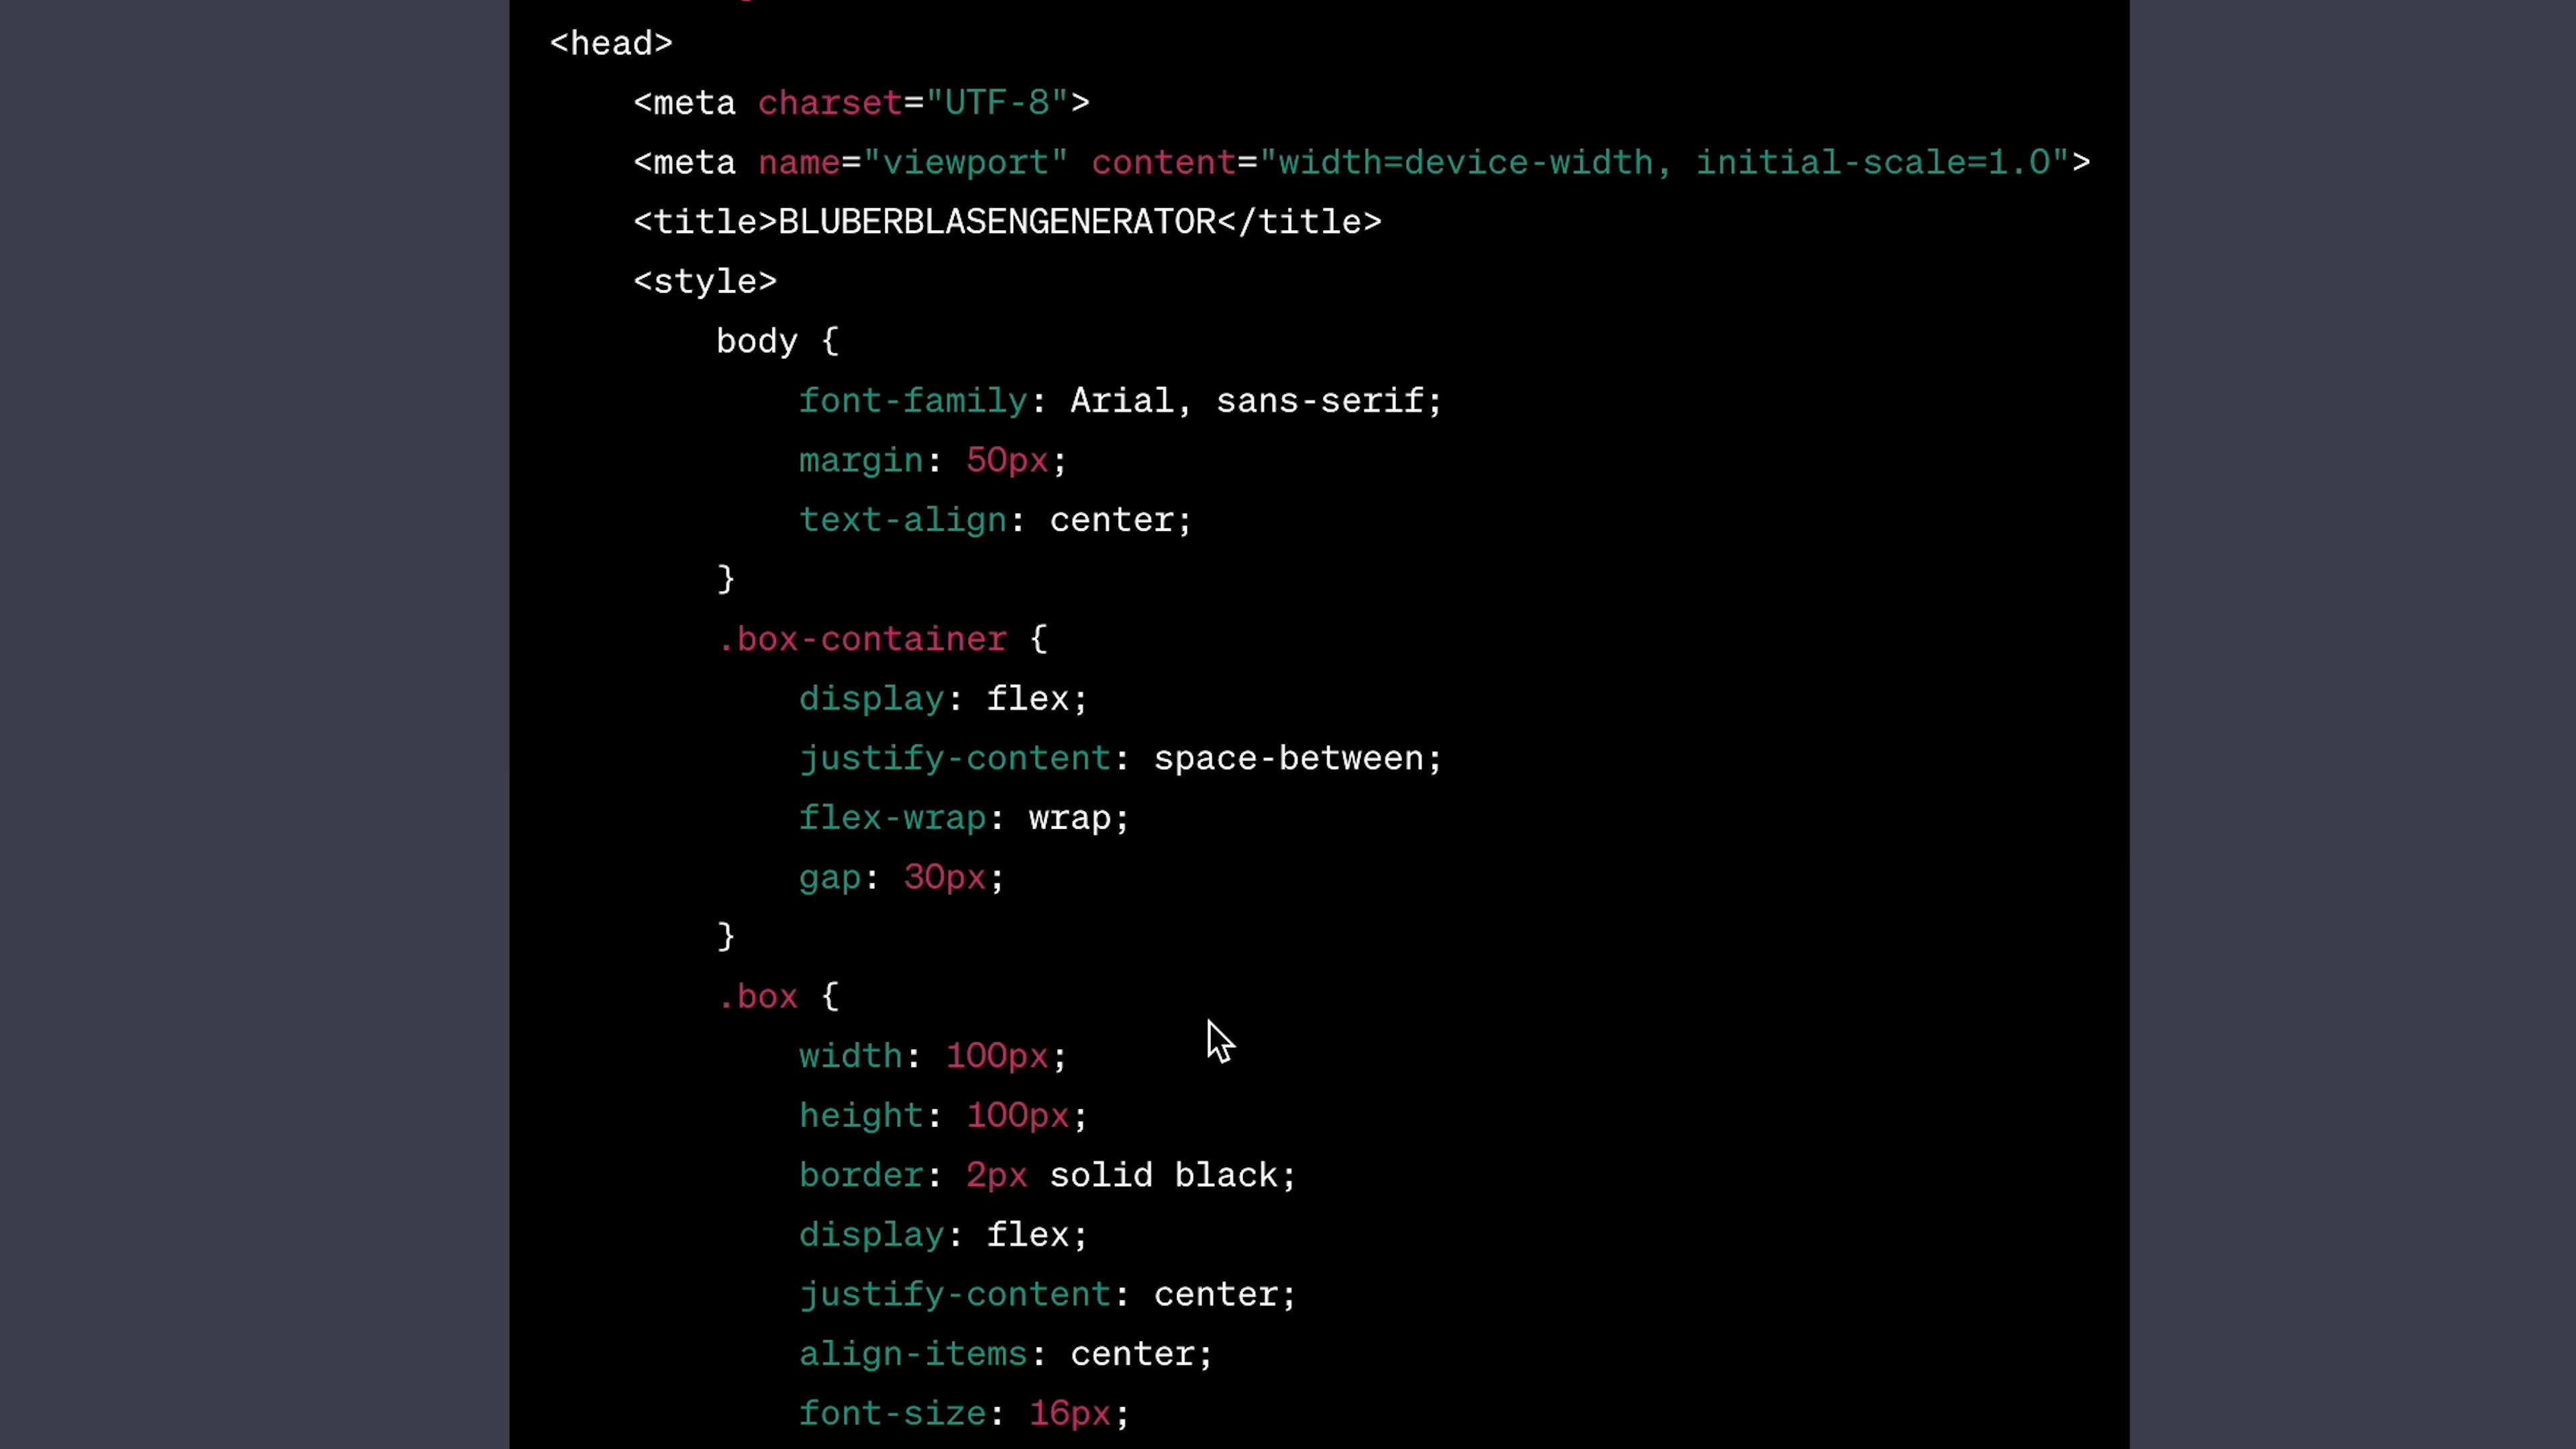 <head>
<meta charset="UTF-8">
<meta name="viewport" content="width=device-width, initial-scale=1.0">
<title>BLUBERBLASENGENERATOR</title>
<style>
body {
font-family: Arial, sans-serif;
margin: 50px;
text-align: center;
}
.box-container {
display: flex;
justify-content: space-between;
flex-wrap: wrap;
gap: 30px;
}
.box {
width: 100px;
height: 100px;
border: 2px solid black;
display: flex;
justify-content: center;
align-items: center;
font-size: 16px;